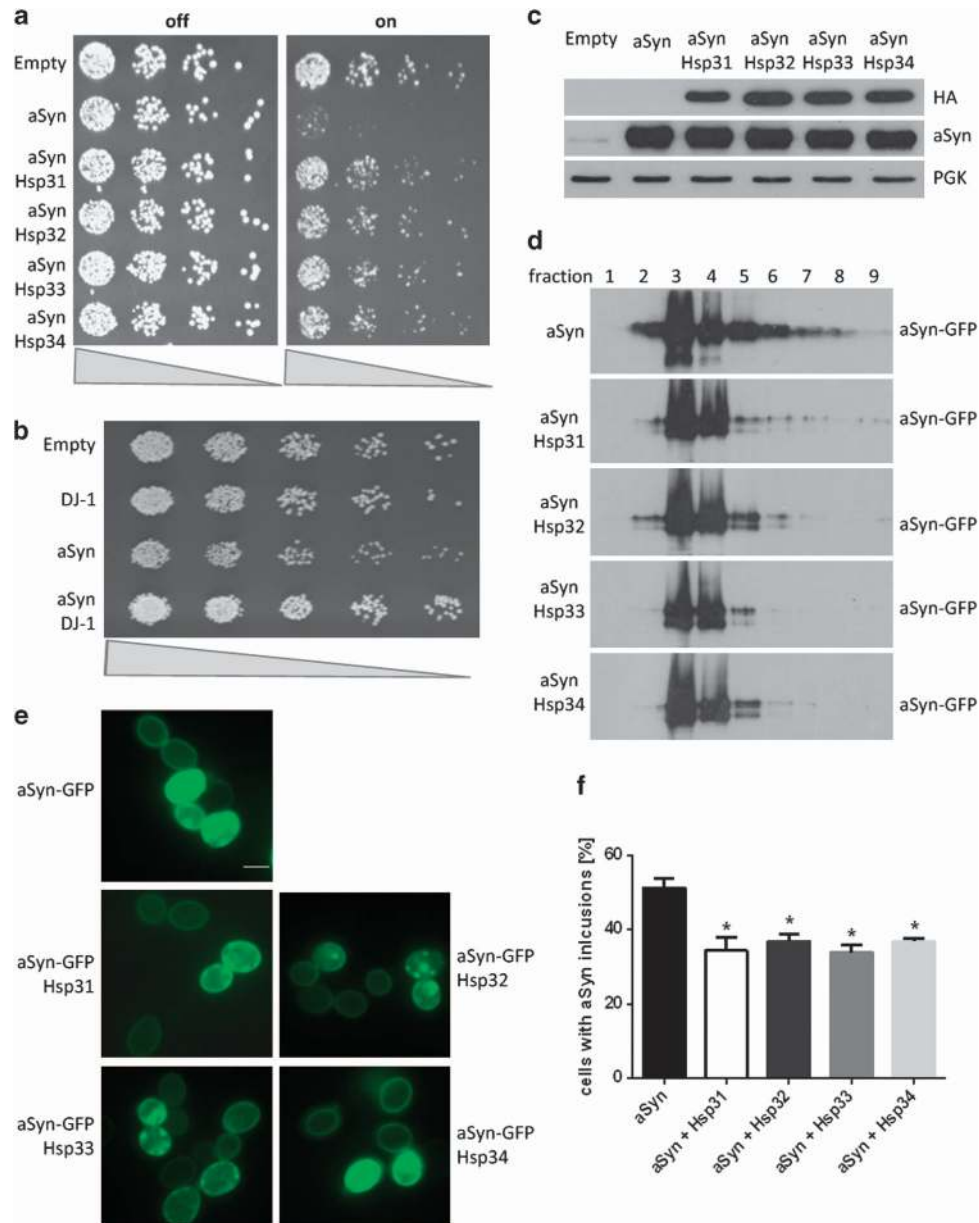 a
off on
Empty
aSyn
aSyn
Hsp31
aSyn
Hsp32
aSyn
Hsp33
aSyn
Hsp34
b
Empty
DJ-1
aSyn
aSyn
DJ-1
c
Empty aSyn aSyn Hsp31 aSyn Hsp32 aSyn Hsp33 aSyn Hsp34
HA
aSyn
PGK
d
fraction 1 2 3 4 5 6 7 8 9
aSyn aSyn-GFP
aSyn
Hsp31 aSyn-GFP
aSyn
Hsp32 aSyn-GFP
aSyn
Hsp33 aSyn-GFP
aSyn
Hsp34 aSyn-GFP
e
aSyn-GFP
aSyn-GFP
Hsp31
aSyn-GFP
Hsp32
aSyn-GFP
Hsp33
aSyn-GFP
Hsp34
f
cells with aSyn inlcusions [%]
60
40
20
0
* * * *
aSyn
aSyn + Hsp31
aSyn + Hsp32
aSyn + Hsp33
aSyn + Hsp34